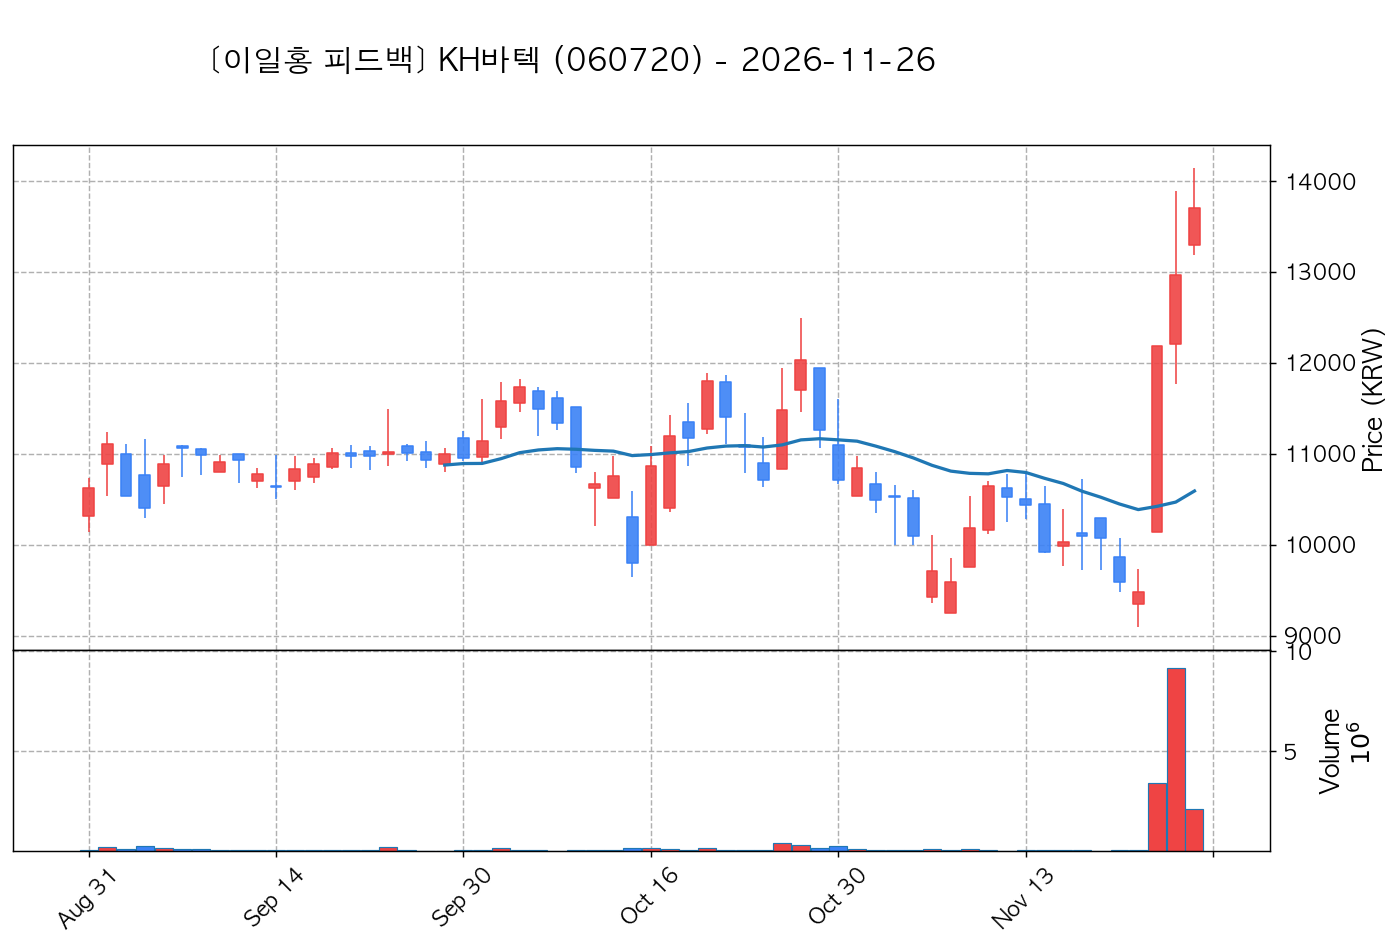 [이일홍 피드백] KH바텍 (060720) - 2026-11-26
14000
13000
12000
11000
10000
9000
Price (KRW)
10
5
Volume
10⁶
Aug 31
Sep 14
Sep 30
Oct 16
Oct 30
Nov 13